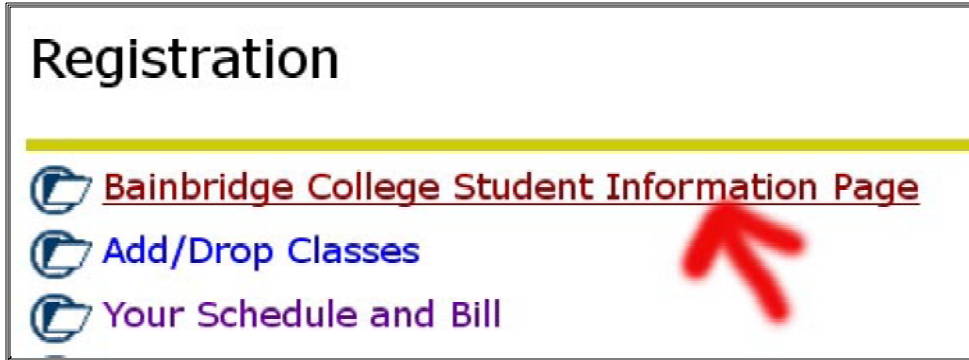 Registration
Bainbridge College Student Information Page
Add/Drop Classes
Your Schedule and Bill